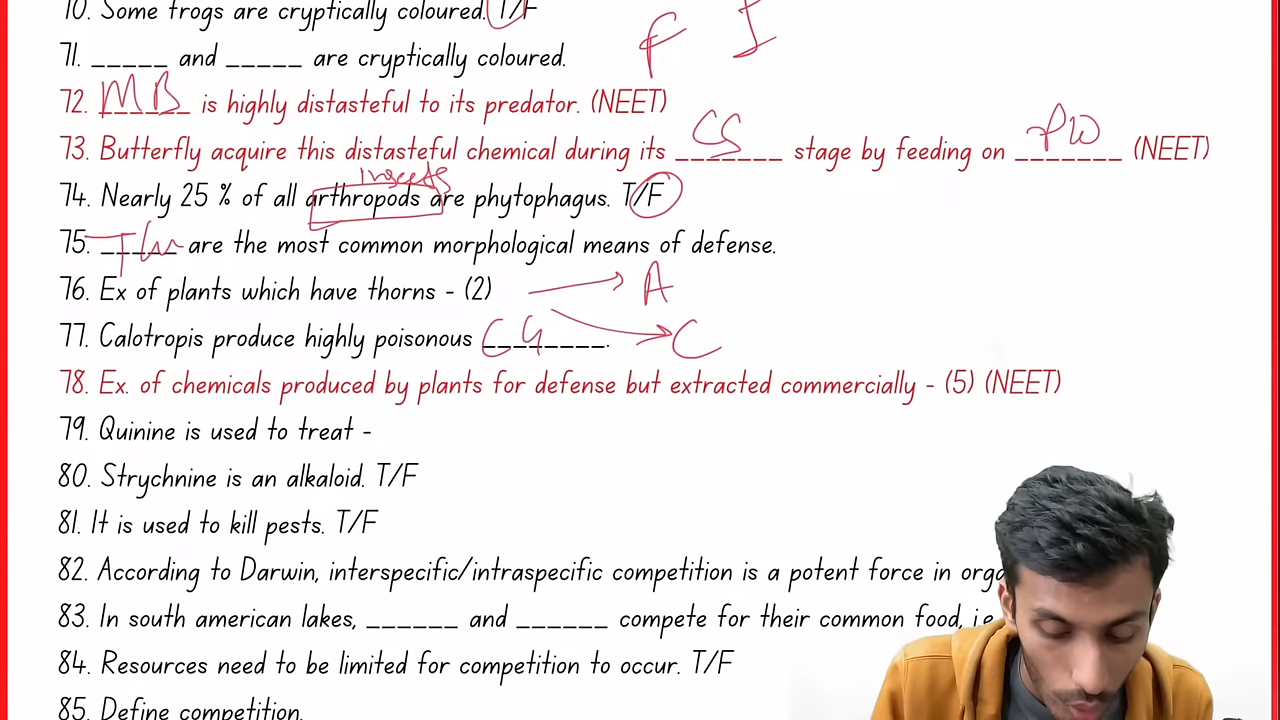 70. Some frogs are cryptically coloured. T/F
F I
71. _____ and _____ are cryptically coloured.
72. MB is highly distasteful to its predator. (NEET)
73. Butterfly acquire this distasteful chemical during its CS stage by feeding on PW (NEET)
insects
74. Nearly 25 % of all arthropods are phytophagus. T/F
75. Th are the most common morphological means of defense.
76. Ex of plants which have thorns - (2) A
77. Calotropis produce highly poisonous CG. C
78. Ex. of chemicals produced by plants for defense but extracted commercially - (5) (NEET)
79. Quinine is used to treat -
80. Strychnine is an alkaloid. T/F
81. It is used to kill pests. T/F
82. According to Darwin, interspecific/intraspecific competition is a potent force in orga
83. In south american lakes, ______ and ______ compete for their common food, i.e
84. Resources need to be limited for competition to occur. T/F
85. Define competition.